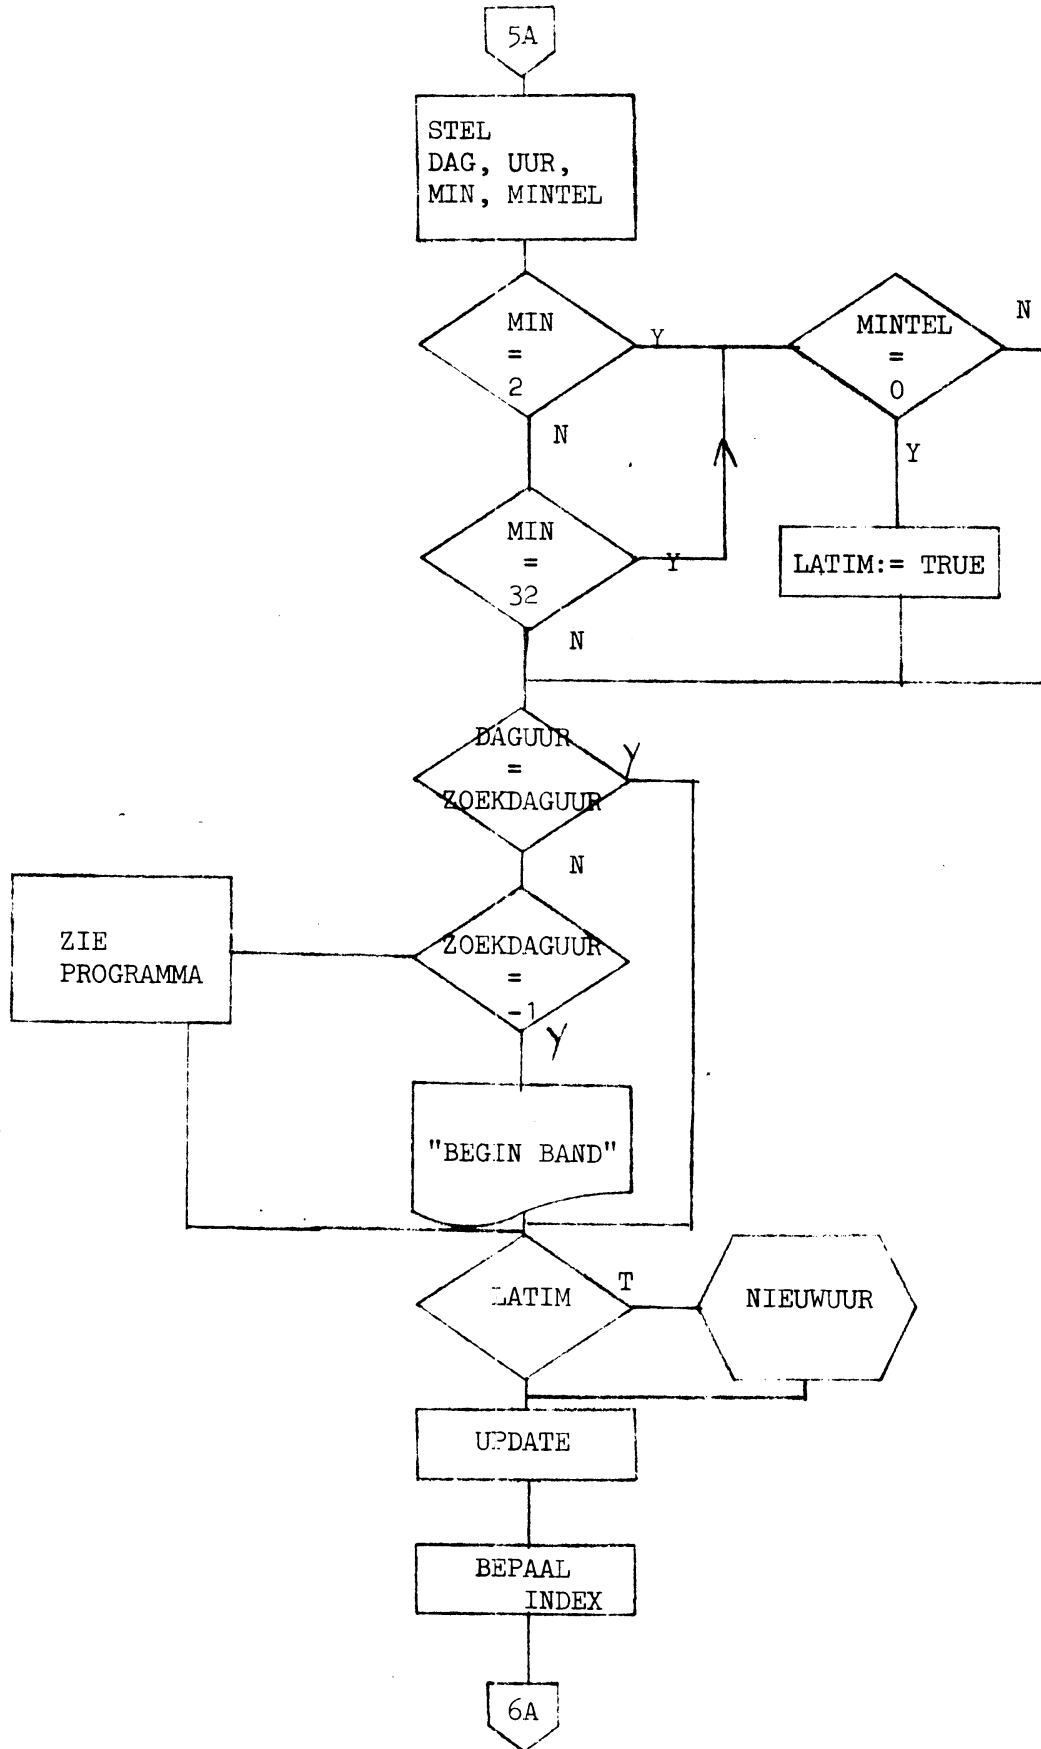 5A
STEL
DAG, UUR,
MIN, MINTEL
MIN
=
2
Y
N
MINTEL
=
0
N
Y
MIN
=
32
Y
N
LATIM:= TRUE
DAGUUR
=
ZOEKDAGUUR
Y
N
ZIE
PROGRAMMA
ZOEKDAGUUR
=
-1
Y
"BEGIN BAND"
LATIM
T
NIEUWUUR
UPDATE
BEPAAL
INDEX
6A